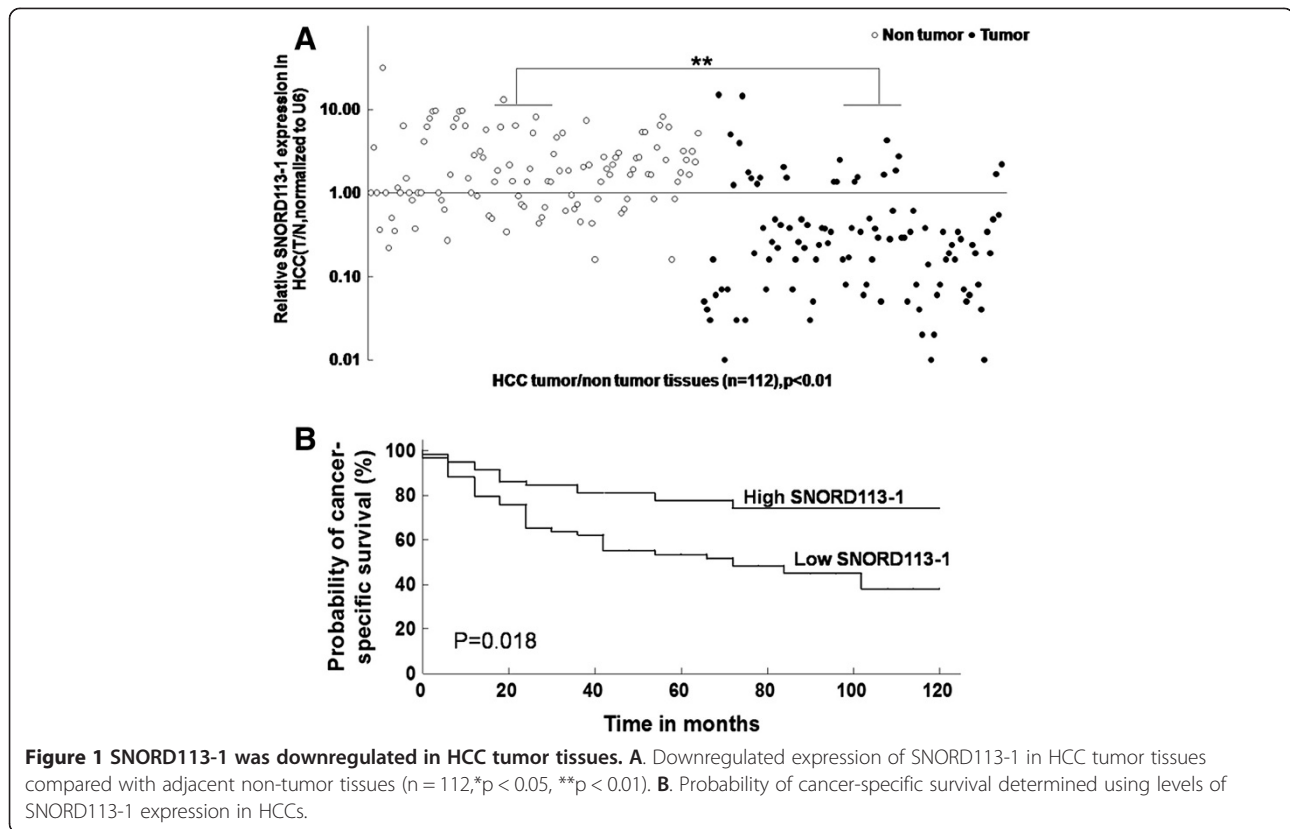 A
○ Non tumor ● Tumor
**
Relative SNORD113-1 expression in
HCC(T/N,normalized to U6)
10.00
1.00
0.10
0.01
HCC tumor/non tumor tissues (n=112),p<0.01
B
Probability of cancer-
specific survival (%)
100
80
60
40
20
0
High SNORD113-1
Low SNORD113-1
P=0.018
0 20 40 60 80 100 120
Time in months
Figure 1 SNORD113-1 was downregulated in HCC tumor tissues. A. Downregulated expression of SNORD113-1 in HCC tumor tissues
compared with adjacent non-tumor tissues (n = 112,*p < 0.05, **p < 0.01). B. Probability of cancer-specific survival determined using levels of
SNORD113-1 expression in HCCs.